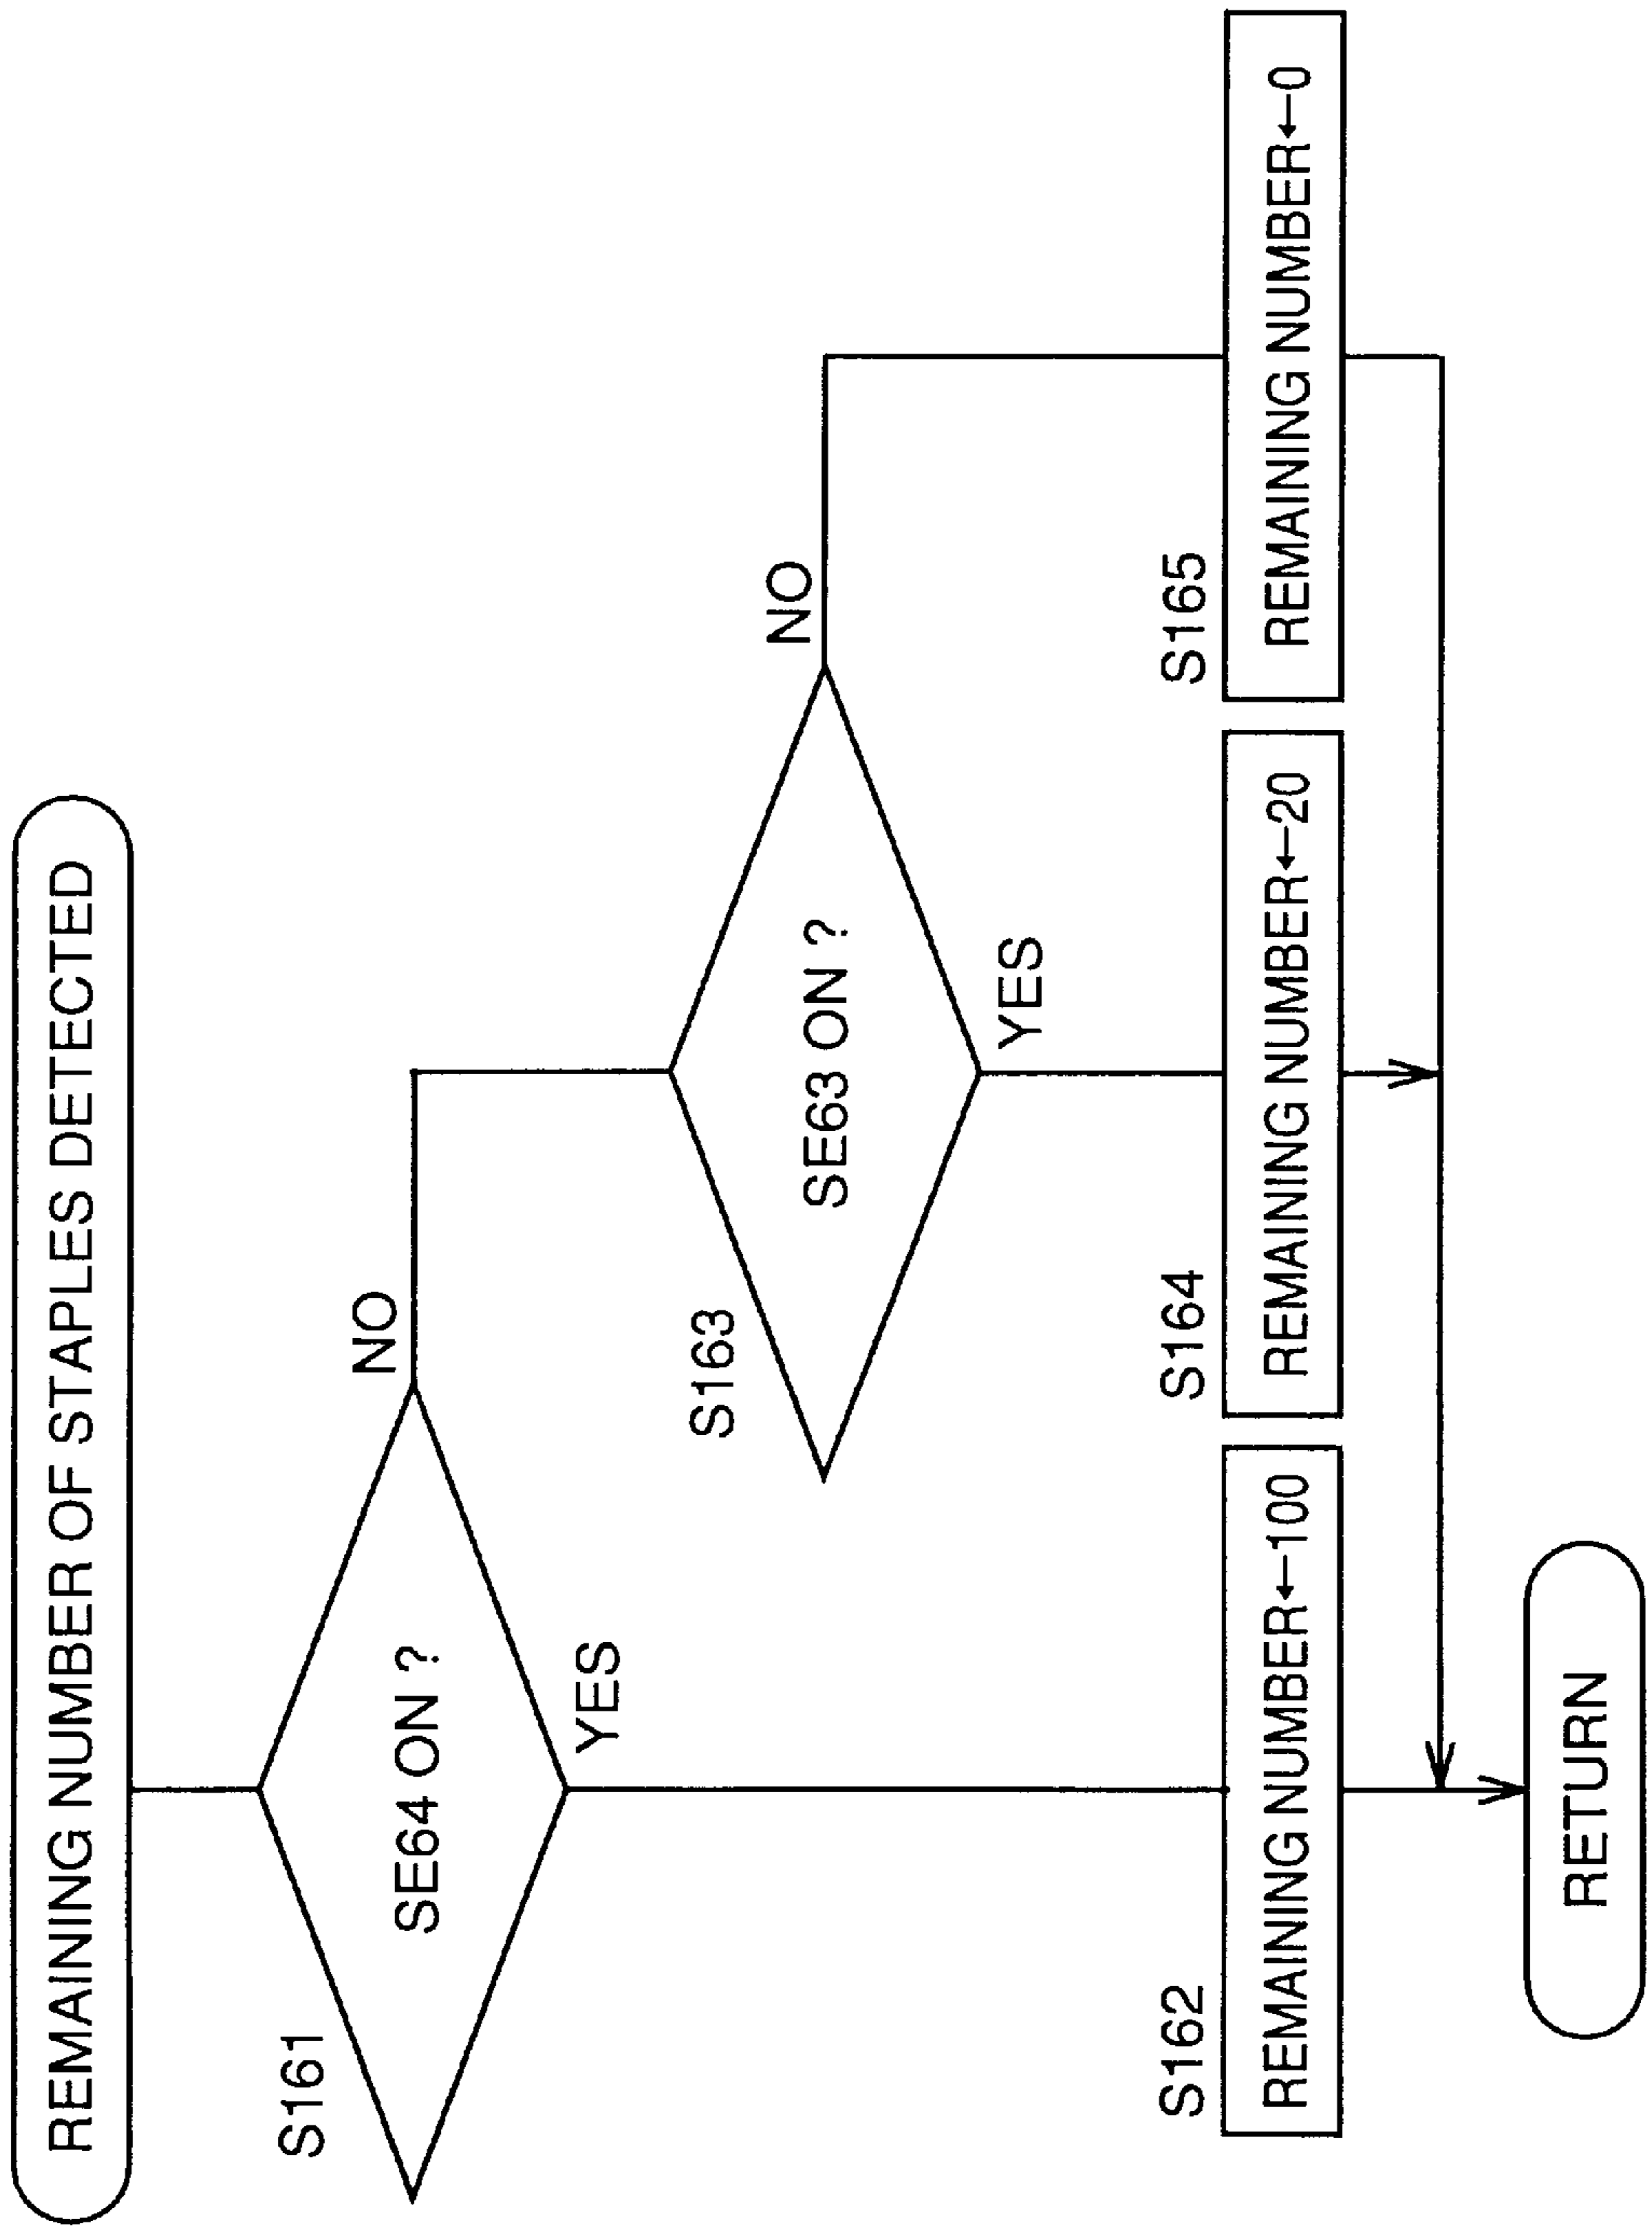 REMAINING NUMBER OF STAPLES DETECTED
S161
SE64 ON ?
NO
YES
S163
SE63 ON ?
NO
YES
S162
REMAINING NUMBER←100
S164
REMAINING NUMBER←20
S165
REMAINING NUMBER←0
RETURN